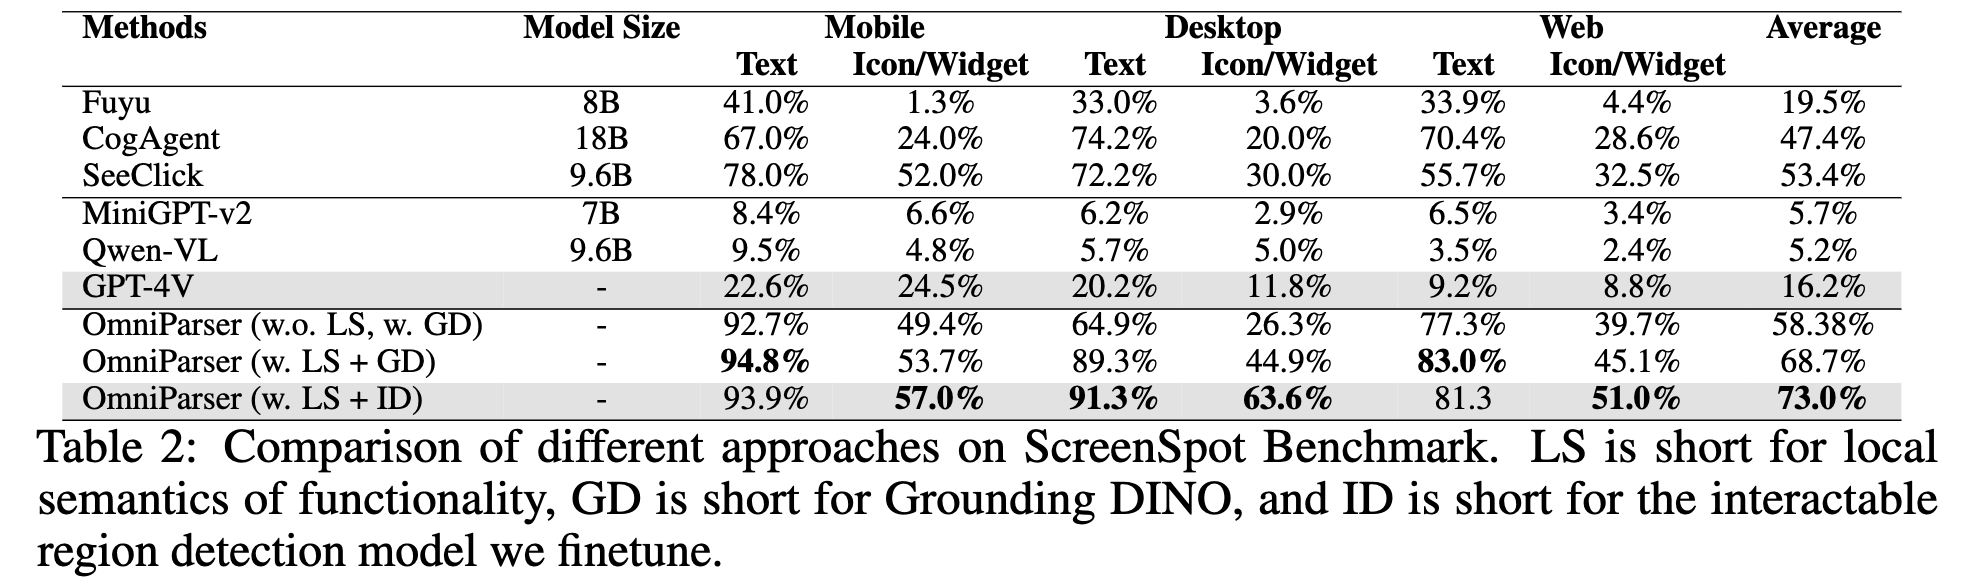 Methods Model Size Mobile Desktop Web Average
Text Icon/Widget Text Icon/Widget Text Icon/Widget
Fuyu 8B 41.0% 1.3% 33.0% 3.6% 33.9% 4.4% 19.5%
CogAgent 18B 67.0% 24.0% 74.2% 20.0% 70.4% 28.6% 47.4%
SeeClick 9.6B 78.0% 52.0% 72.2% 30.0% 55.7% 32.5% 53.4%
MiniGPT-v2 7B 8.4% 6.6% 6.2% 2.9% 6.5% 3.4% 5.7%
Qwen-VL 9.6B 9.5% 4.8% 5.7% 5.0% 3.5% 2.4% 5.2%
GPT-4V - 22.6% 24.5% 20.2% 11.8% 9.2% 8.8% 16.2%
OmniParser (w.o. LS, w. GD) - 92.7% 49.4% 64.9% 26.3% 77.3% 39.7% 58.38%
OmniParser (w. LS + GD) - 94.8% 53.7% 89.3% 44.9% 83.0% 45.1% 68.7%
OmniParser (w. LS + ID) - 93.9% 57.0% 91.3% 63.6% 81.3 51.0% 73.0%
Table 2: Comparison of different approaches on ScreenSpot Benchmark. LS is short for local
semantics of functionality, GD is short for Grounding DINO, and ID is short for the interactable
region detection model we finetune.